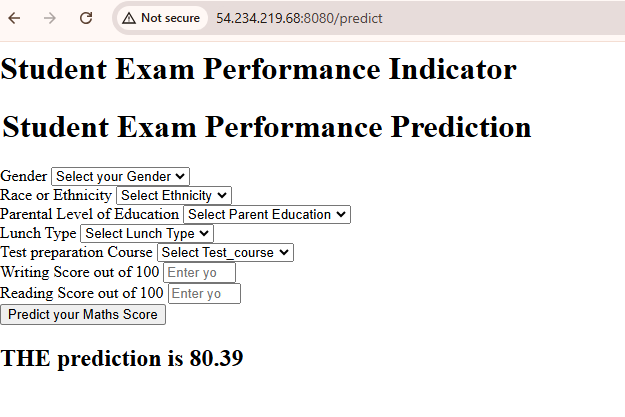 Not secure 54.234.219.68:8080/predict
Student Exam Performance Indicator
Student Exam Performance Prediction
Gender Select your Gender
Race or Ethnicity Select Ethnicity
Parental Level of Education Select Parent Education
Lunch Type Select Lunch Type
Test preparation Course Select Test_course
Writing Score out of 100 Enter yo
Reading Score out of 100 Enter yo
Predict your Maths Score
THE prediction is 80.39